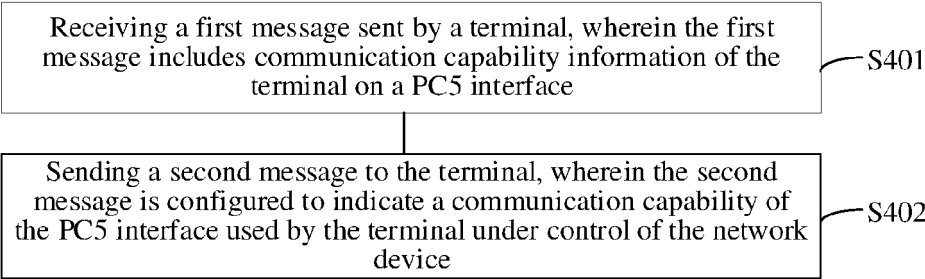 Receiving a first message sent by a terminal, wherein the first
message includes communication capability information of the
terminal on a PC5 interface
S401
Sending a second message to the terminal, wherein the second
message is configured to indicate a communication capability of
the PC5 interface used by the terminal under control of the network
device
S402